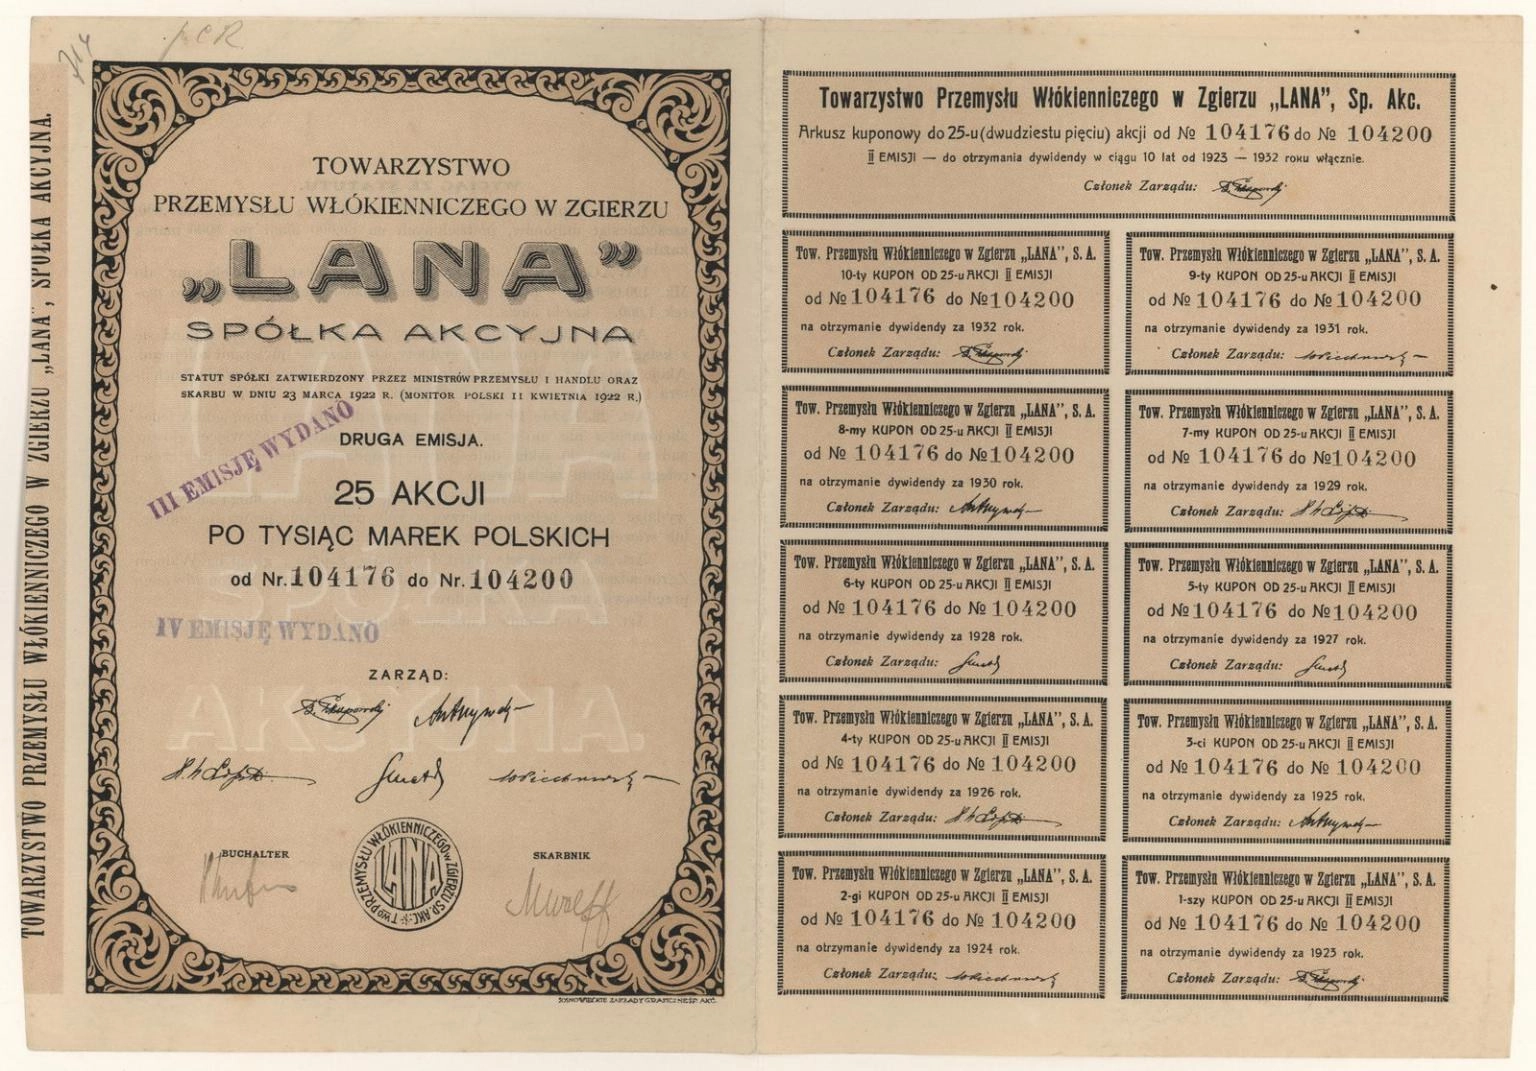 214
pcR
TOWARZYSTWO PRZEMYSŁU WŁÓKIENNICZEGO W ZGIERZU „LANA”, SPÓŁKA AKCYJNA.
TOWARZYSTWO
PRZEMYSŁU WŁÓKIENNICZEGO W ZGIERZU
„LANA”
SPÓŁKA AKCYJNA
STATUT SPÓŁKI ZATWIERDZONY PRZEZ MINISTRÓW PRZEMYSŁU I HANDLU ORAZ
SKARBU W DNIU 23 MARCA 1922 R. (MONITOR POLSKI 11 KWIETNIA 1922 R.)
DRUGA EMISJA.
III EMISJĘ WYDANO
25 AKCJI
PO TYSIĄC MAREK POLSKICH
od Nr. 104176 do Nr. 104200
IV EMISJĘ WYDANO
ZARZĄD:
BUCHALTER
SKARBNIK
TWO PRZEMYSŁU WŁÓKIENNICZEGO W ZGIERZU SP. AKC.
LANA
SOSNOWIECKIE ZAKŁADY GRAFICZNE SP. AKC.
Towarzystwo Przemysłu Włókienniczego w Zgierzu „LANA”, Sp. Akc.
Arkusz kuponowy do 25-u (dwudziestu pięciu) akcji od № 104176 do № 104200
II EMISJI — do otrzymania dywidendy w ciągu 10 lat od 1923 — 1932 roku włącznie.
Członek Zarządu:
Tow. Przemysłu Włókienniczego w Zgierzu „LANA”, S. A.
10-ty KUPON OD 25-u AKCJI II EMISJI
od № 104176 do № 104200
na otrzymanie dywidendy za 1932 rok.
Członek Zarządu:
Tow. Przemysłu Włókienniczego w Zgierzu „LANA”, S. A.
9-ty KUPON OD 25-u AKCJI II EMISJI
od № 104176 do № 104200
na otrzymanie dywidendy za 1931 rok.
Członek Zarządu:
Tow. Przemysłu Włókienniczego w Zgierzu „LANA”, S. A.
8-my KUPON OD 25-u AKCJI II EMISJI
od № 104176 do № 104200
na otrzymanie dywidendy za 1930 rok.
Członek Zarządu:
Tow. Przemysłu Włókienniczego w Zgierzu „LANA”, S. A.
7-my KUPON OD 25-u AKCJI II EMISJI
od № 104176 do № 104200
na otrzymanie dywidendy za 1929 rok.
Członek Zarządu:
Tow. Przemysłu Włókienniczego w Zgierzu „LANA”, S. A.
6-ty KUPON OD 25-u AKCJI II EMISJI
od № 104176 do № 104200
na otrzymanie dywidendy za 1928 rok.
Członek Zarządu:
Tow. Przemysłu Włókienniczego w Zgierzu „LANA”, S. A.
5-ty KUPON OD 25-u AKCJI II EMISJI
od № 104176 do № 104200
na otrzymanie dywidendy za 1927 rok.
Członek Zarządu:
Tow. Przemysłu Włókienniczego w Zgierzu „LANA”, S. A.
4-ty KUPON OD 25-u AKCJI II EMISJI
od № 104176 do № 104200
na otrzymanie dywidendy za 1926 rok.
Członek Zarządu:
Tow. Przemysłu Włókienniczego w Zgierzu „LANA”, S. A.
3-ci KUPON OD 25-u AKCJI II EMISJI
od № 104176 do № 104200
na otrzymanie dywidendy za 1925 rok.
Członek Zarządu:
Tow. Przemysłu Włókienniczego w Zgierzu „LANA”, S. A.
2-gi KUPON OD 25-u AKCJI II EMISJI
od № 104176 do № 104200
na otrzymanie dywidendy za 1924 rok.
Członek Zarządu:
Tow. Przemysłu Włókienniczego w Zgierzu „LANA”, S. A.
1-szy KUPON OD 25-u AKCJI II EMISJI
od № 104176 do № 104200
na otrzymanie dywidendy za 1923 rok.
Członek Zarządu: